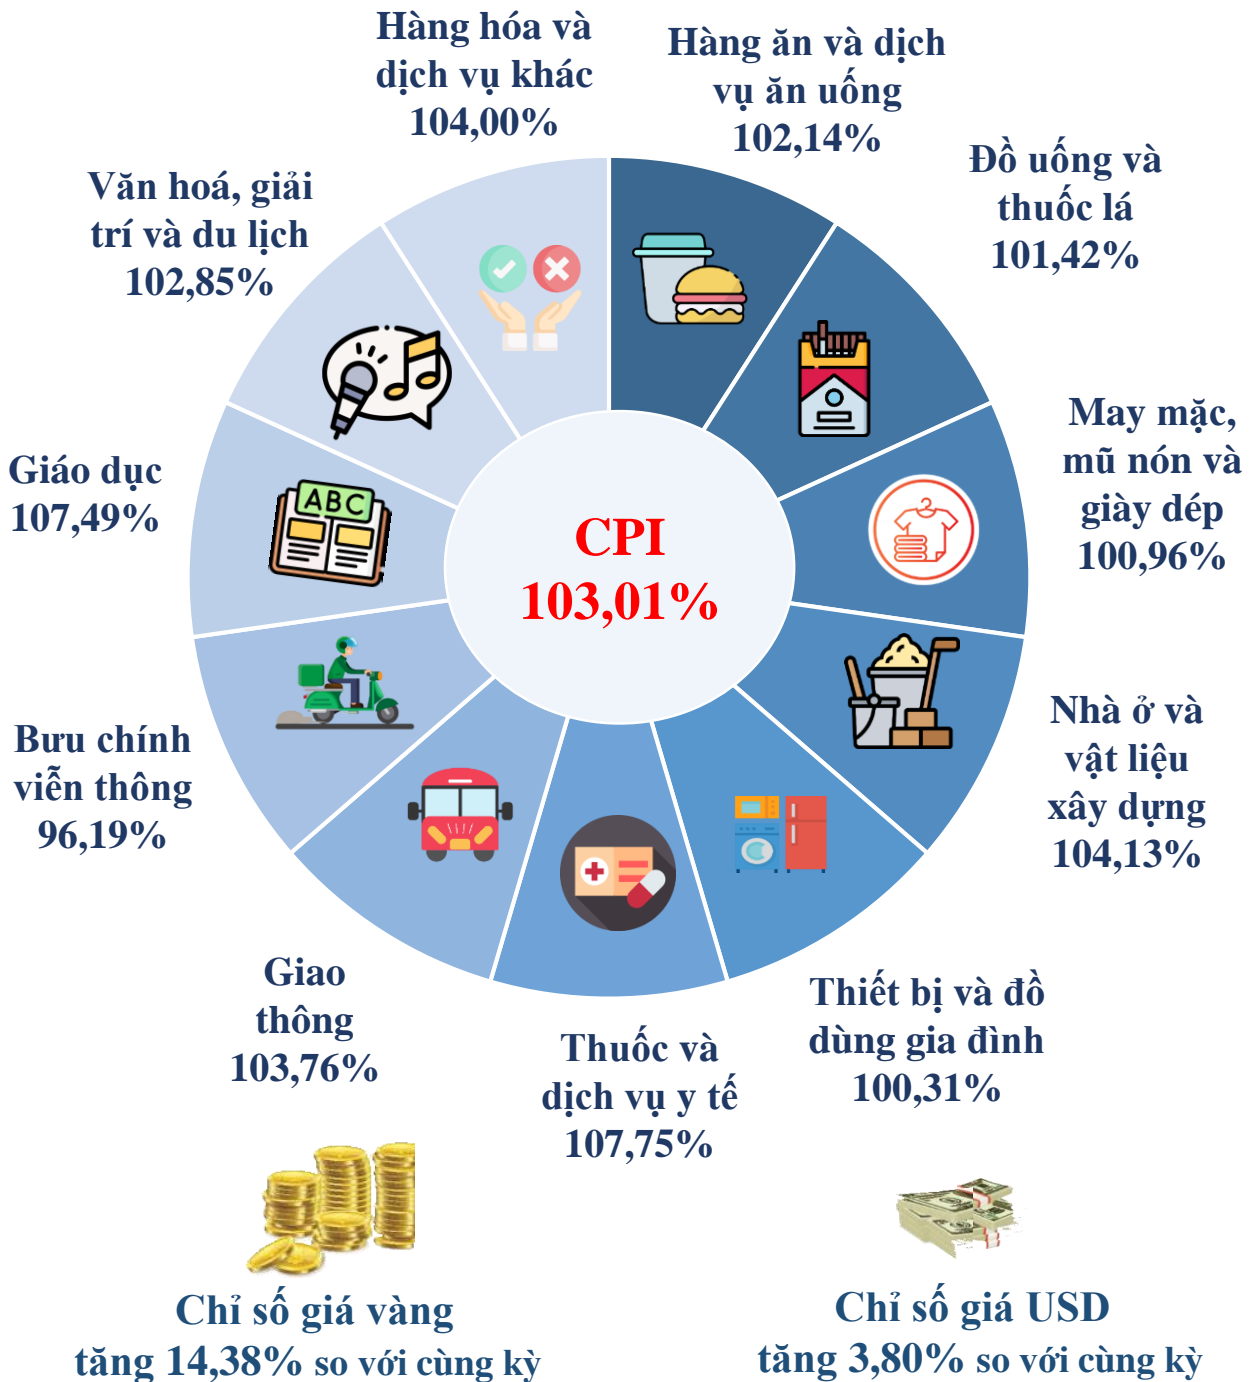 Hàng hóa và
dịch vụ khác
104,00%
Hàng ăn và dịch
vụ ăn uống
102,14%
Đồ uống và
thuốc lá
101,42%
Văn hoá, giải
trí và du lịch
102,85%
May mặc,
mũ nón và
giày dép
100,96%
Giáo dục
107,49%
ABC
CPI
103,01%
Nhà ở và
vật liệu
xây dựng
104,13%
Bưu chính
viễn thông
96,19%
Giao
thông
103,76%
Thuốc và
dịch vụ y tế
107,75%
Thiết bị và đồ
dùng gia đình
100,31%
Chỉ số giá vàng
tăng 14,38% so với cùng kỳ
Chỉ số giá USD
tăng 3,80% so với cùng kỳ